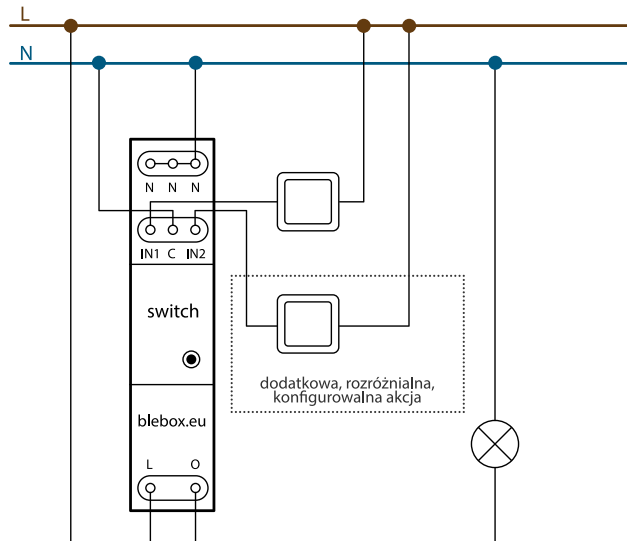 L
N
N N N
IN1 C IN2
switch
dodatkowa, rozróżnialna,
konfigurowalna akcja
blebox.eu
L O